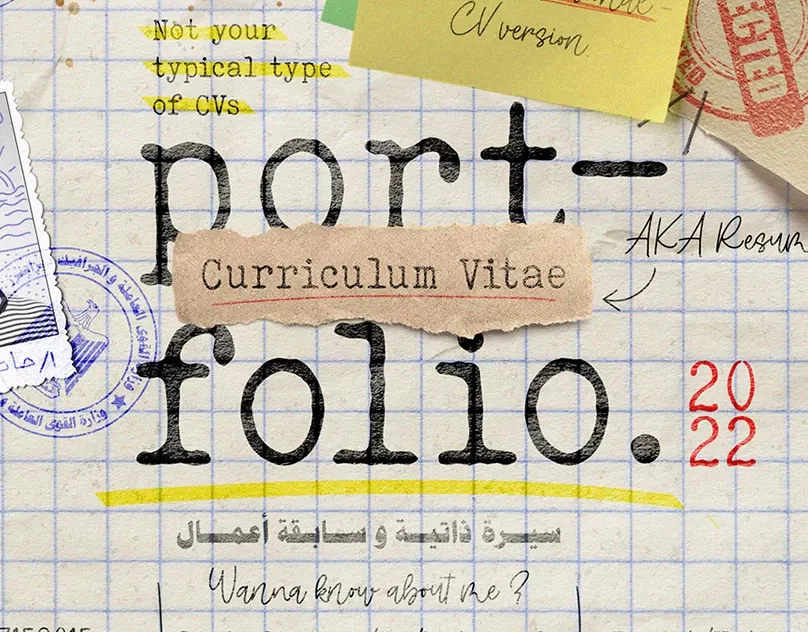 Not your
typical type
of CVs
CV version
port-
Curriculum Vitae
AKA Resum
folio.
20
22
سيرة ذاتية و سابقة أعمال
Wanna know about me ?